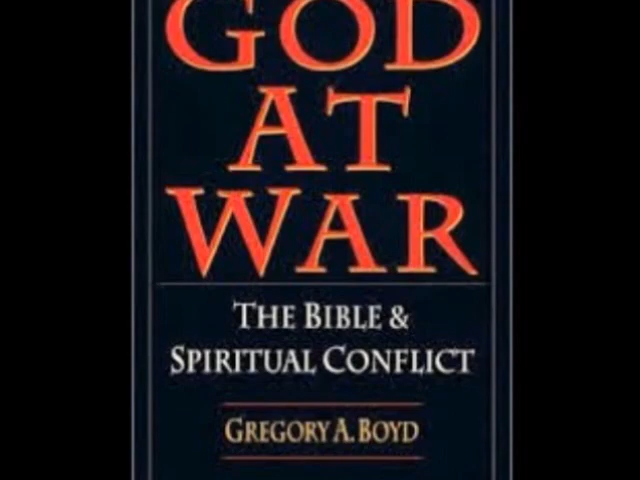 GOD
AT
WAR
THE BIBLE &
SPIRITUAL CONFLICT
GREGORY A. BOYD